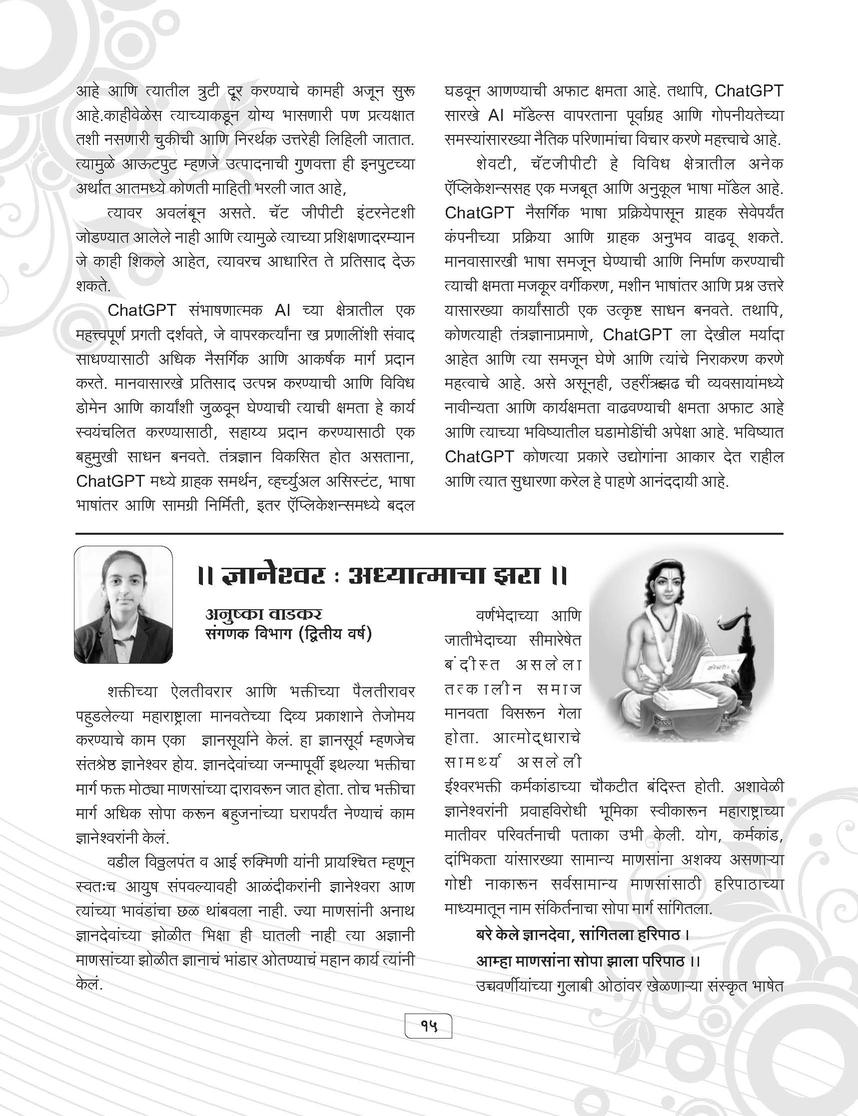 आहे आणि त्यातील त्रुटी दूर करण्याचे कामही अजून सुरू
आहे.काहीवेळेस त्याच्याकडून योग्य भासणारी पण प्रत्यक्षात
तशी नसणारी चुकीची आणि निरर्थक उत्तरेही लिहिली जातात.
त्यामुळे आऊटपुट म्हणजे उत्पादनाची गुणवत्ता ही इनपुटच्या
अर्थात आतमध्ये कोणती माहिती भरली जात आहे,
त्यावर अवलंबून असते. चॅट जीपीटी इंटरनेटशी
जोडण्यात आलेले नाही आणि त्यामुळे त्याच्या प्रशिक्षणादरम्यान
जे काही शिकले आहेत, त्यावरच आधारित ते प्रतिसाद देऊ
शकते.
ChatGPT संभाषणात्मक AI च्या क्षेत्रातील एक
महत्त्वपूर्ण प्रगती दर्शवते, जे वापरकर्त्यांना ख प्रणालींशी संवाद
साधण्यासाठी अधिक नैसर्गिक आणि आकर्षक मार्ग प्रदान
करते. मानवासारखे प्रतिसाद उत्पन्न करण्याची आणि विविध
डोमेन आणि कार्यांशी जुळवून घेण्याची त्याची क्षमता हे कार्य
स्वयंचलित करण्यासाठी, सहाय्य प्रदान करण्यासाठी एक
बहुमुखी साधन बनवते. तंत्रज्ञान विकसित होत असताना,
ChatGPT मध्ये ग्राहक समर्थन, व्हर्च्युअल असिस्टंट, भाषा
भाषांतर आणि सामग्री निर्मिती, इतर ऍप्लिकेशन्समध्ये बदल
घडवून आणण्याची अफाट क्षमता आहे. तथापि, ChatGPT
सारखे AI मॉडेल्स वापरताना पूर्वाग्रह आणि गोपनीयतेच्या
समस्यांसारख्या नैतिक परिणामांचा विचार करणे महत्त्वाचे आहे.
शेवटी, चॅटजीपीटी हे विविध क्षेत्रातील अनेक
ऍप्लिकेशन्ससह एक मजबूत आणि अनुकूल भाषा मॉडेल आहे.
ChatGPT नैसर्गिक भाषा प्रक्रियेपासून ग्राहक सेवेपर्यंत
कंपनीच्या प्रक्रिया आणि ग्राहक अनुभव वाढवू शकते.
मानवासारखी भाषा समजून घेण्याची आणि निर्माण करण्याची
त्याची क्षमता मजकूर वर्गीकरण, मशीन भाषांतर आणि प्रश्न उत्तरे
यासारख्या कार्यांसाठी एक उत्कृष्ट साधन बनवते. तथापि,
कोणत्याही तंत्रज्ञानाप्रमाणे, ChatGPT ला देखील मर्यादा
आहेत आणि त्या समजून घेणे आणि त्यांचे निराकरण करणे
महत्वाचे आहे. असे असूनही, ची व्यवसायांमध्ये
नावीन्यता आणि कार्यक्षमता वाढवण्याची क्षमता अफाट आहे
आणि त्याच्या भविष्यातील घडामोडींची अपेक्षा आहे. भविष्यात
ChatGPT कोणत्या प्रकारे उद्योगांना आकार देत राहील
आणि त्यात सुधारणा करेल हे पाहणे आनंददायी आहे.
।। ज्ञानेश्वर : अध्यात्माचा झरा ।।
अनुष्का वाडकर
संगणक विभाग (द्वितीय वर्ष)
शक्तीच्या ऐलतीवरार आणि भक्तीच्या पैलतीरावर
पहुडलेल्या महाराष्ट्राला मानवतेच्या दिव्य प्रकाशाने तेजोमय
करण्याचे काम एका ज्ञानसूर्याने केलं. हा ज्ञानसूर्य म्हणजेच
संतश्रेष्ठ ज्ञानेश्वर होय. ज्ञानदेवांच्या जन्मापूर्वी इथल्या भक्तीचा
मार्ग फक्त मोठ्या माणसांच्या दारावरून जात होता. तोच भक्तीचा
मार्ग अधिक सोपा करून बहुजनांच्या घरापर्यंत नेण्याचं काम
ज्ञानेश्वरांनी केलं.
वडील विठ्ठलपंत व आई रुक्मिणी यांनी प्रायश्चित म्हणून
स्वतःच आयुष संपवल्यावही आळंदीकरांनी ज्ञानेश्वरा आण
त्यांच्या भावंडांचा छळ थांबवला नाही. ज्या माणसांनी अनाथ
ज्ञानदेवांच्या झोळीत भिक्षा ही घातली नाही त्या अज्ञानी
माणसांच्या झोळीत ज्ञानाचं भांडार ओतण्याचं महान कार्य त्यांनी
केलं.
वर्णभेदाच्या आणि
जातीभेदाच्या सीमारेषेत
बंदीस्त असलेला
तत्कालीन समाज
मानवता विसरून गेला
होता. आत्मोद्धाराचे
सामर्थ्य असलेली
ईश्वरभक्ती कर्मकांडाच्या चौकटीत बंदिस्त होती. अशावेळी
ज्ञानेश्वरांनी प्रवाहविरोधी भूमिका स्वीकारून महाराष्ट्राच्या
मातीवर परिवर्तनाची पताका उभी केली. योग, कर्मकांड,
दांभिकता यांसारख्या सामान्य माणसांना अशक्य असणाऱ्या
गोष्टी नाकारून सर्वसामान्य माणसांसाठी हरिपाठाच्या
माध्यमातून नाम संकिर्तनाचा सोपा मार्ग सांगितला.
बरे केले ज्ञानदेवा, सांगितला हरिपाठ ।
आम्हा माणसांना सोपा झाला परिपाठ ।।
उच्चवर्णीयांच्या गुलाबी ओठांवर खेळणाऱ्या संस्कृत भाषेत
१५